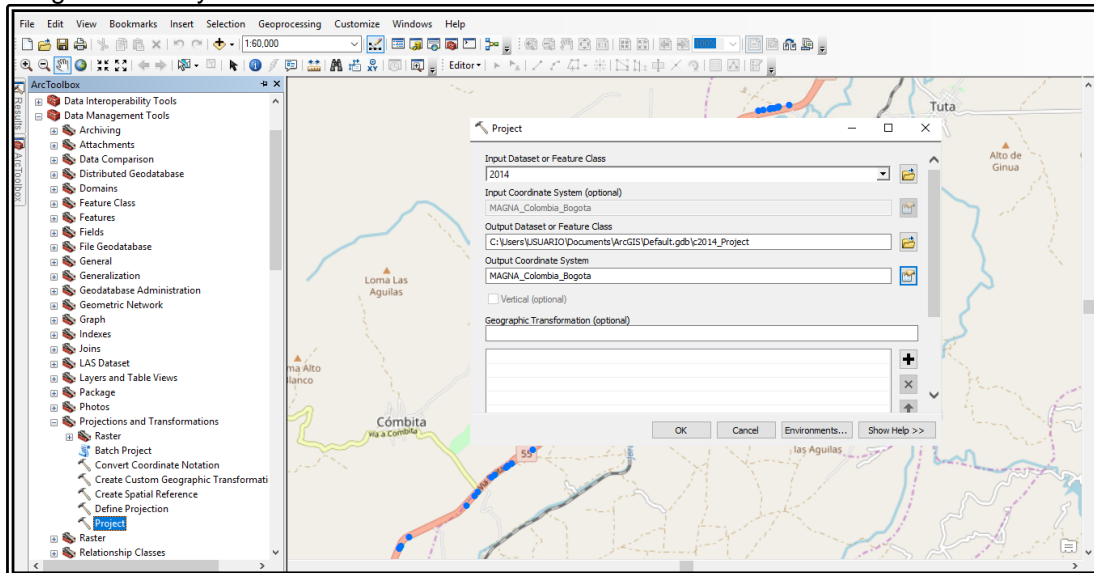 File Edit View Bookmarks Insert Selection Geoprocessing Customize Windows Help
1:60,000
100%
Editor
ArcToolbox
Results
ArcToolbox
Data Interoperability Tools
Data Management Tools
Archiving
Attachments
Data Comparison
Distributed Geodatabase
Domains
Feature Class
Features
Fields
File Geodatabase
General
Generalization
Geodatabase Administration
Geometric Network
Graph
Indexes
Joins
LAS Dataset
Layers and Table Views
Package
Photos
Projections and Transformations
Raster
Batch Project
Convert Coordinate Notation
Create Custom Geographic Transformati
Create Spatial Reference
Define Projection
Project
Raster
Relationship Classes
Tuta
Alto de
Ginua
Loma Las
Aguilas
ma Alto
lanco
Cómbita
Vía a Combita
55
las Aguilas
Project
Input Dataset or Feature Class
2014
Input Coordinate System (optional)
MAGNA_Colombia_Bogota
Output Dataset or Feature Class
C:\Users\USUARIO\Documents\ArcGIS\Default.gdb\c2014_Project
Output Coordinate System
MAGNA_Colombia_Bogota
Vertical (optional)
Geographic Transformation (optional)
OK Cancel Environments... Show Help >>